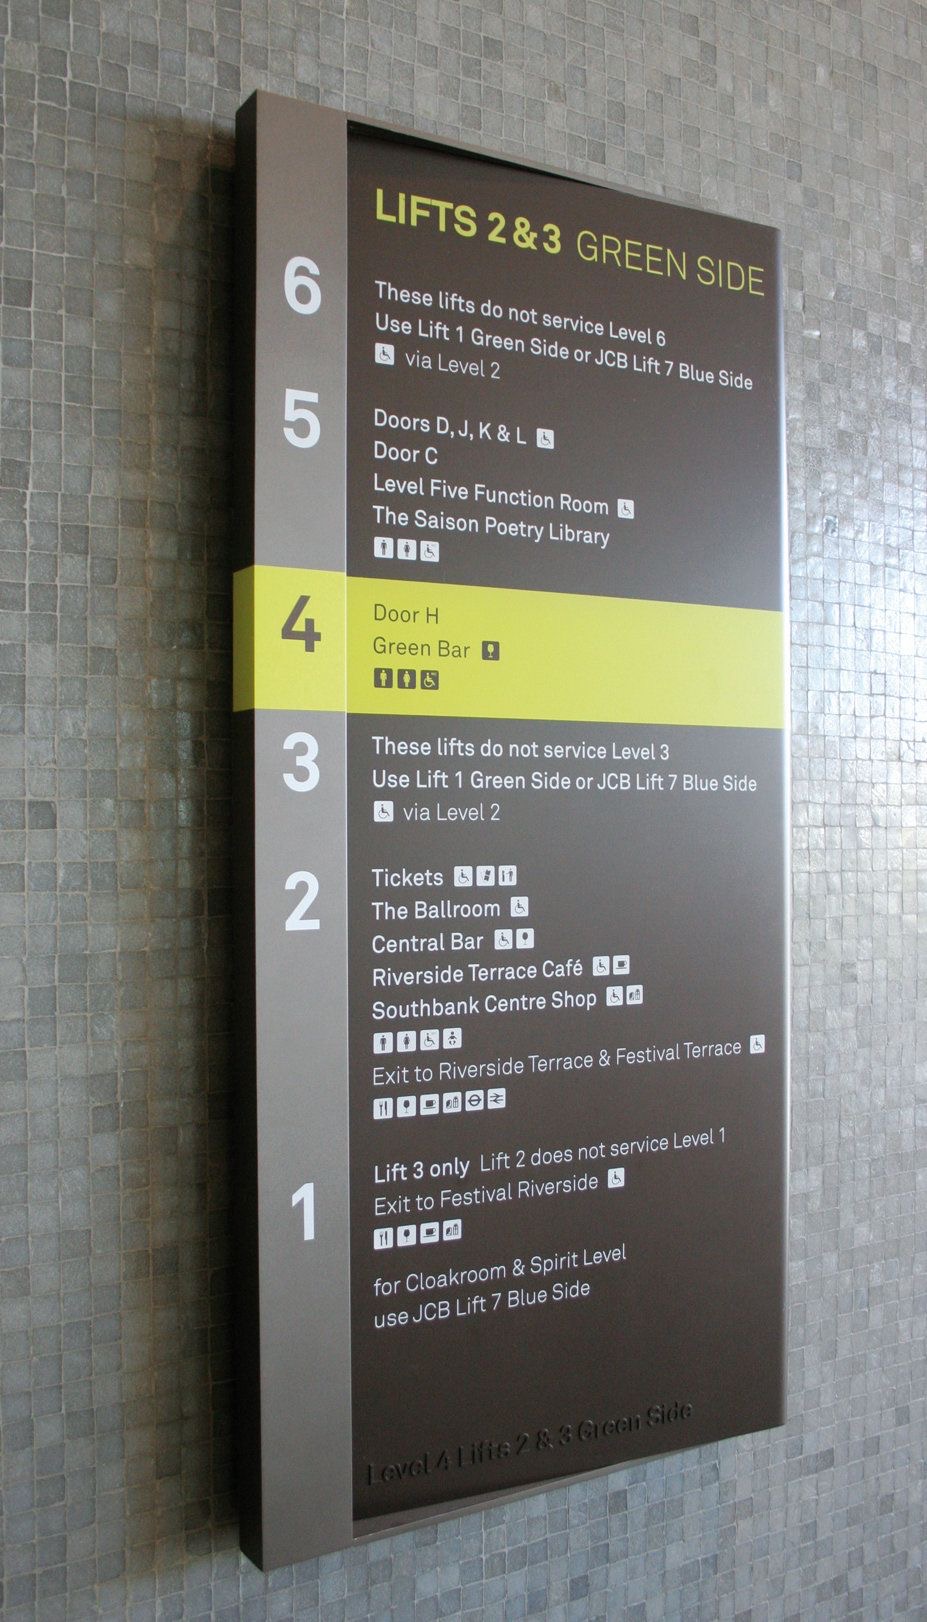 LIFTS 2 & 3 GREEN SIDE
6
These lifts do not service Level 6
Use Lift 1 Green Side or JCB Lift 7 Blue Side
via Level 2
5
Doors D, J, K & L
Door C
Level Five Function Room
The Saison Poetry Library
4
Door H
Green Bar
3
These lifts do not service Level 3
Use Lift 1 Green Side or JCB Lift 7 Blue Side
via Level 2
2
Tickets
The Ballroom
Central Bar
Riverside Terrace Café
Southbank Centre Shop
Exit to Riverside Terrace & Festival Terrace
1
Lift 3 only Lift 2 does not service Level 1
Exit to Festival Riverside
for Cloakroom & Spirit Level
use JCB Lift 7 Blue Side
Level 4 Lifts 2 & 3 Green Side